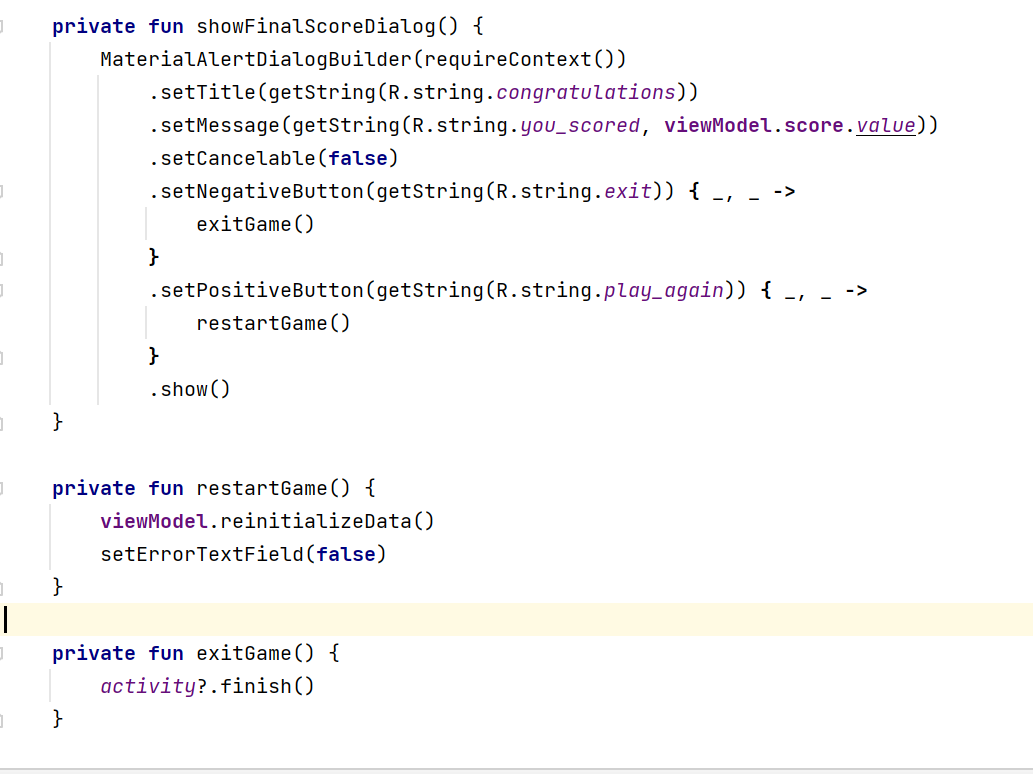 private fun showFinalScoreDialog() {
MaterialAlertDialogBuilder(requireContext())
.setTitle(getString(R.string.congratulations))
.setMessage(getString(R.string.you_scored, viewModel.score.value))
.setCancelable(false)
.setNegativeButton(getString(R.string.exit)) { _, _ ->
exitGame()
}
.setPositiveButton(getString(R.string.play_again)) { _, _ ->
restartGame()
}
.show()
}
private fun restartGame() {
viewModel.reinitializeData()
setErrorTextField(false)
}
private fun exitGame() {
activity?.finish()
}